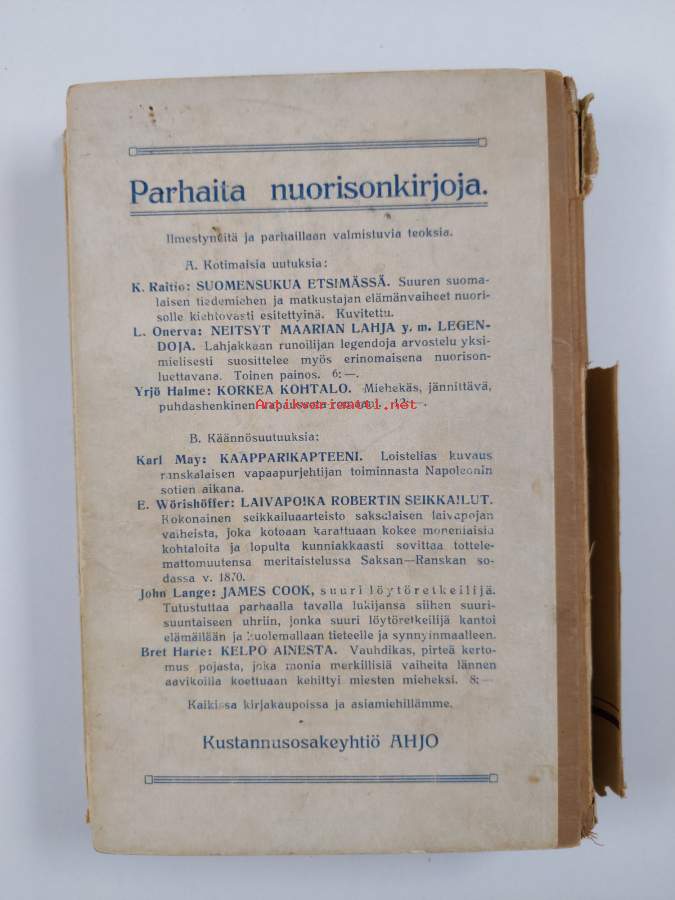 Parhaita nuorisonkirjoja.
Ilmestyneitä ja parhaillaan valmistuvia teoksia.
A. Kotimaisia uutuksia:
K. Raitio: SUOMENSUKUA ETSIMÄSSÄ. Suuren suoma-
laisen tiedemiehen ja matkustajan elämänvaiheet nuori-
solle kiehtovasti esitettyinä. Kuvitettu.
L. Onerva: NEITSYT MAARIAN LAHJA y. m. LEGEN-
DOJA. Lahjakkaan runoilijan legendoja arvostelu yksi-
mielisesti suosittelee myös erinomaisena nuorison-
luettavana. Toinen painos. 6:—.
Yrjö Halme: KORKEA KOHTALO. Miehekäs, jännittävä,
puhdashenkinen vapaussota-romaani. 12:—.
Antikvariaatti.net
B. Käännösuutuuksia:
Karl May: KAAPPARIKAPTEENI. Loistelias kuvaus
ranskalaisen vapaapurjehtijan toiminnasta Napoleonin
sotien aikana.
E. Wörishöffer: LAIVAPOIKA ROBERTIN SEIKKAILUT.
Kokonainen seikkailuaarteisto saksalaisen laivapojan
vaiheista, joka kotoaan karattuaan kokee moneniaisia
kohtaloita ja lopulta kunniakkaasti sovittaa tottele-
mattomuutensa meritaistelussa Saksan—Ranskan so-
dassa v. 1870.
John Lange: JAMES COOK, suuri löytöretkeilijä.
Tutustuttaa parhaalla tavalla lukijansa siihen suuri-
suuntaiseen uhriin, jonka suuri löytöretkeilijä kantoi
elämällään ja kuolemallaan tieteelle ja synnyinmaalleen.
Bret Harte: KELPO AINESTA. Vauhdikas, pirteä kerto-
mus pojasta, joka monia merkillisiä vaiheita lännen
aavikoilla koettuaan kehittyi miesten mieheksi. 8:—
Kaikissa kirjakaupoissa ja asiamiehillämme.
Kustannusosakeyhtiö AHJO